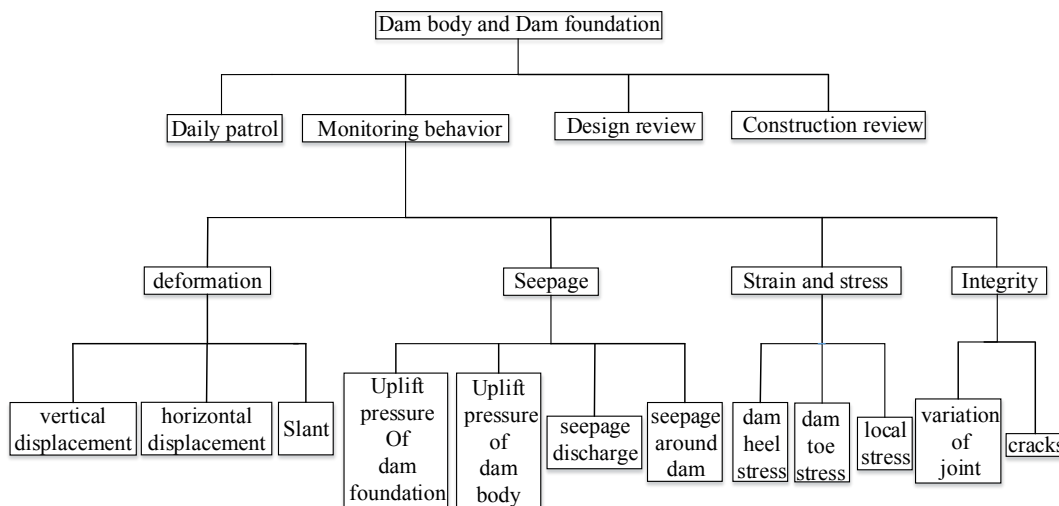 Dam body and Dam foundation
Daily patrol
Monitoring behavior
Design review
Construction review
deformation
Seepage
Strain and stress
Integrity
vertical
displacement
horizontal
displacement
Slant
Uplift
pressure
Of
dam
foundation
Uplift
pressure
of
dam
body
seepage
discharge
seepage
around
dam
dam
heel
stress
dam
toe
stress
local
stress
variation
of
joint
cracks